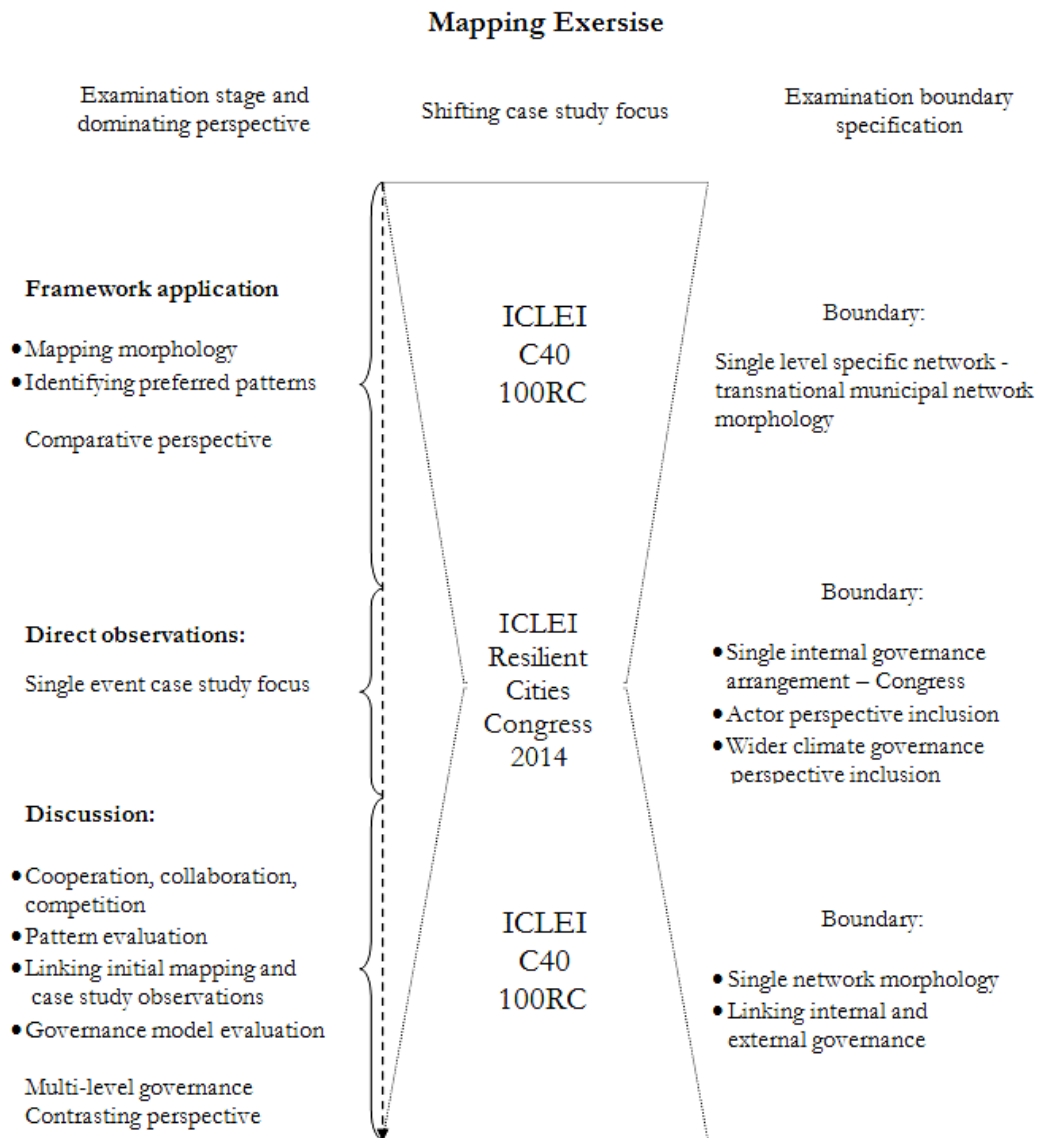 Mapping Exersise
Examination stage and
dominating perspective
Shifting case study focus
Examination boundary
specification
Framework application
• Mapping morphology
• Identifying preferred patterns
Comparative perspective
ICLEI
C40
100RC
Boundary:
Single level specific network -
transnational municipal network
morphology
Direct observations:
Single event case study focus
ICLEI
Resilient
Cities
Congress
2014
Boundary:
• Single internal governance
arrangement – Congress
• Actor perspective inclusion
• Wider climate governance
perspective inclusion
Discussion:
• Cooperation, collaboration,
competition
• Pattern evaluation
• Linking initial mapping and
case study observations
• Governance model evaluation
Multi-level governance
Contrasting perspective
ICLEI
C40
100RC
Boundary:
• Single network morphology
• Linking internal and
external governance